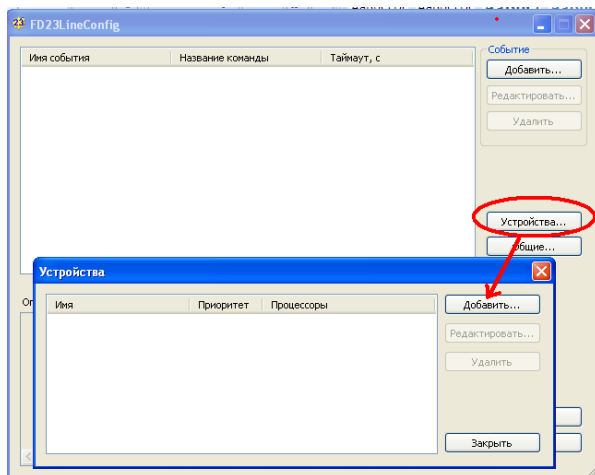 FD23LineConfig
Имя события Название команды Таймаут, с
Событие
Добавить...
Редактировать...
Удалить
Устройства...
Общие...
Устройства
Имя Приоритет Процессоры
Добавить...
Редактировать...
Удалить
Закрыть